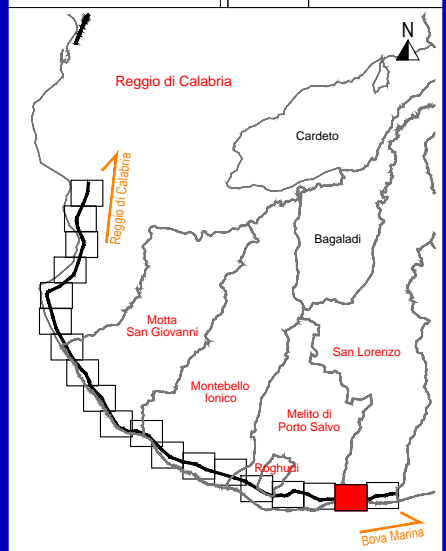 N
Reggio di Calabria
Cardeto
Reggio di Calabria
Bagaladi
Motta
San Giovanni
San Lorenzo
Montebello
Ionico
Melito di
Porto Salvo
Roghudi
Bova Marina